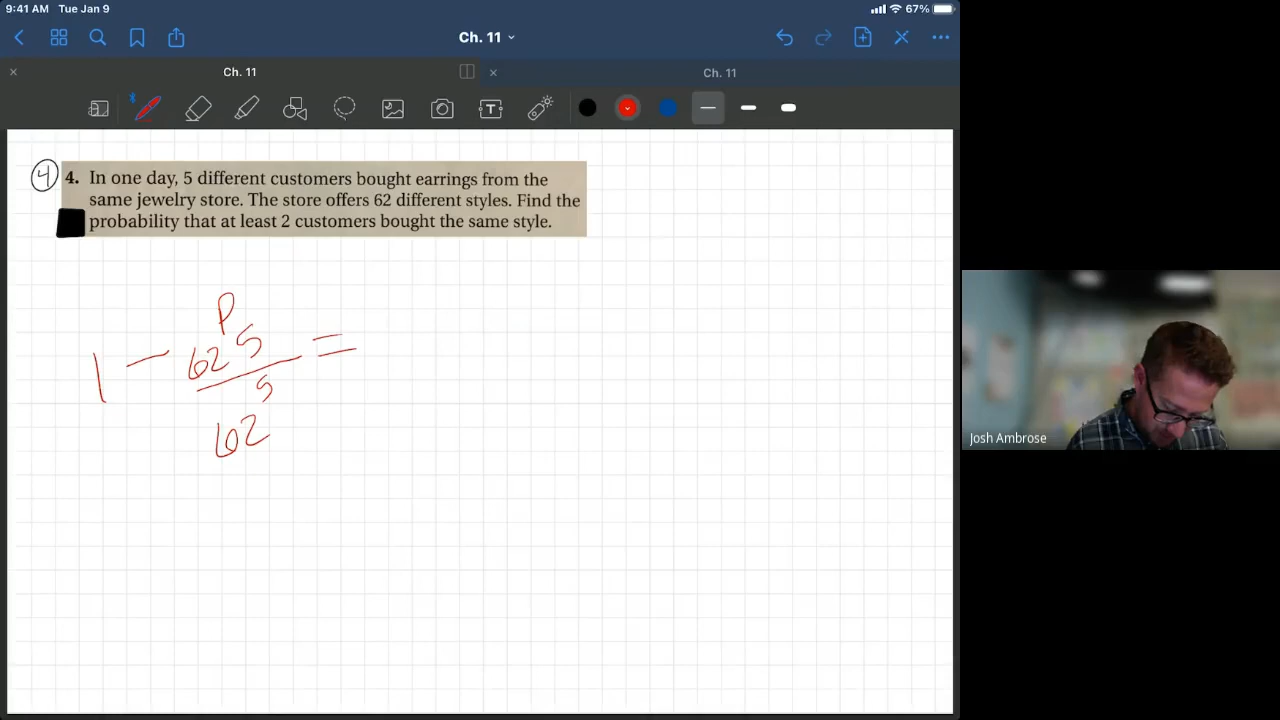 9:41 AM Tue Jan 9
67%
Ch. 11
Ch. 11
Ch. 11
T
4
4. In one day, 5 different customers bought earrings from the
same jewelry store. The store offers 62 different styles. Find the
probability that at least 2 customers bought the same style.
P
1 − 62 5 =
5
62
Josh Ambrose